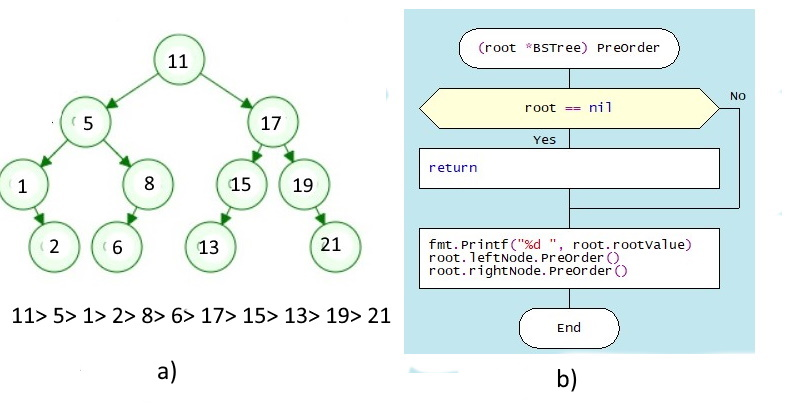 11
5
17
1
8
15
19
2
6
13
21
11> 5> 1> 2> 8> 6> 17> 15> 13> 19> 21
a)
(root *BSTree) PreOrder
root == nil
No
Yes
return
fmt.Printf("%d ", root.rootValue)
root.leftNode.PreOrder()
root.rightNode.PreOrder()
End
b)